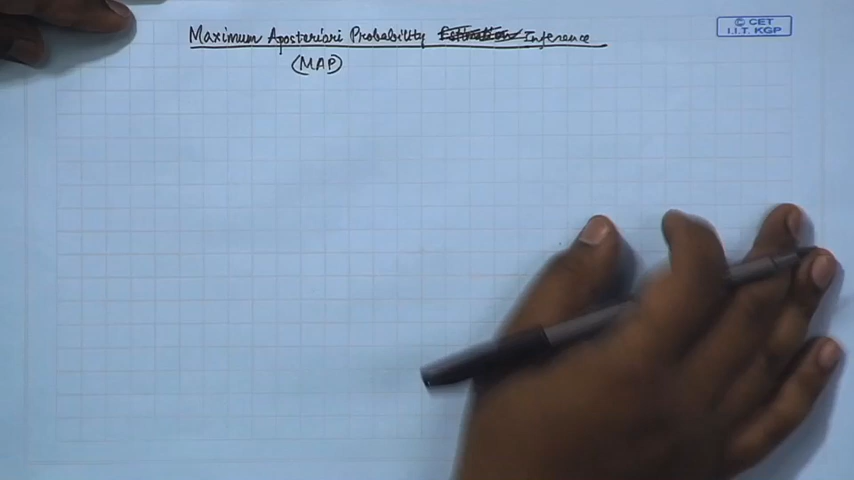 Maximum Aposteriori Probability Inference
(MAP)
© CET
I.I.T. KGP